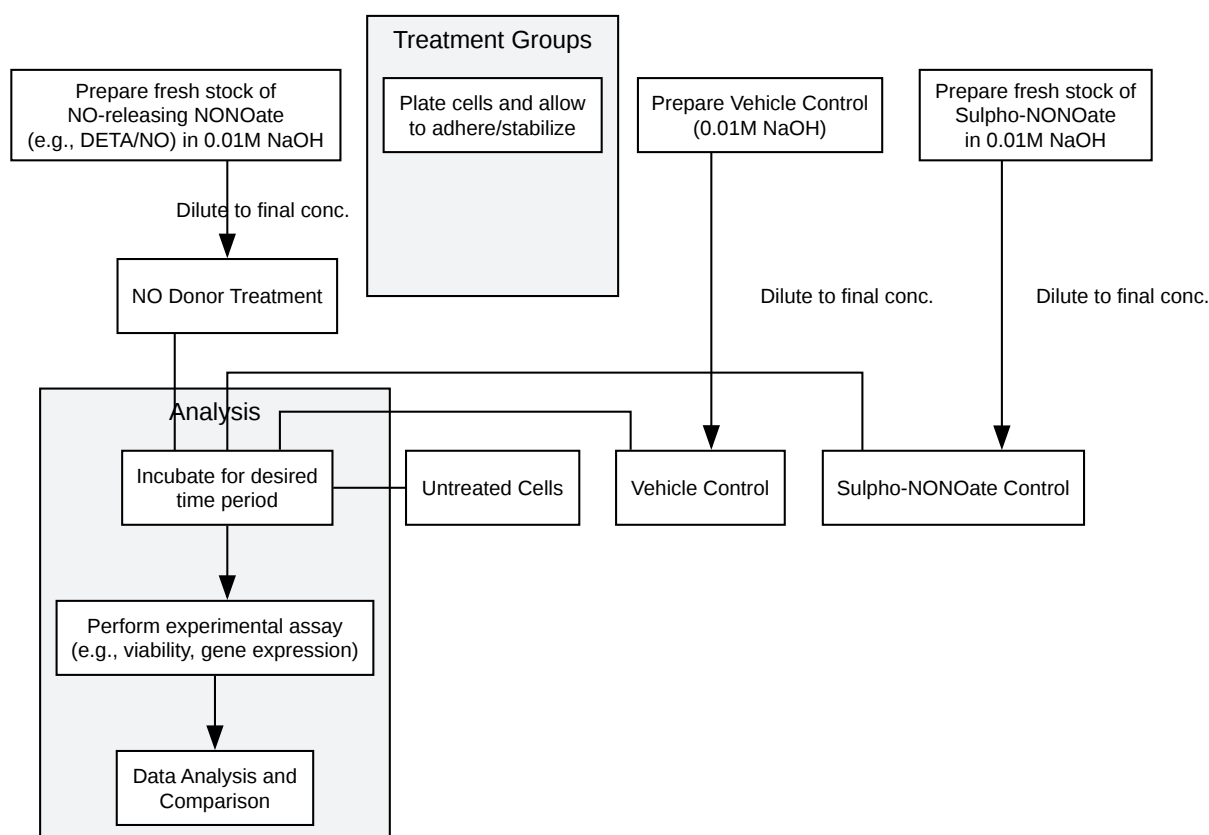 Treatment Groups
Prepare fresh stock of
NO-releasing NONOate
(e.g., DETA/NO) in 0.01M NaOH
Plate cells and allow
to adhere/stabilize
Prepare Vehicle Control
(0.01M NaOH)
Prepare fresh stock of
Sulpho-NONOate
in 0.01M NaOH
Dilute to final conc.
NO Donor Treatment
Dilute to final conc.
Dilute to final conc.
Analysis
Incubate for desired
time period
Untreated Cells
Vehicle Control
Sulpho-NONOate Control
Perform experimental assay
(e.g., viability, gene expression)
Data Analysis and
Comparison